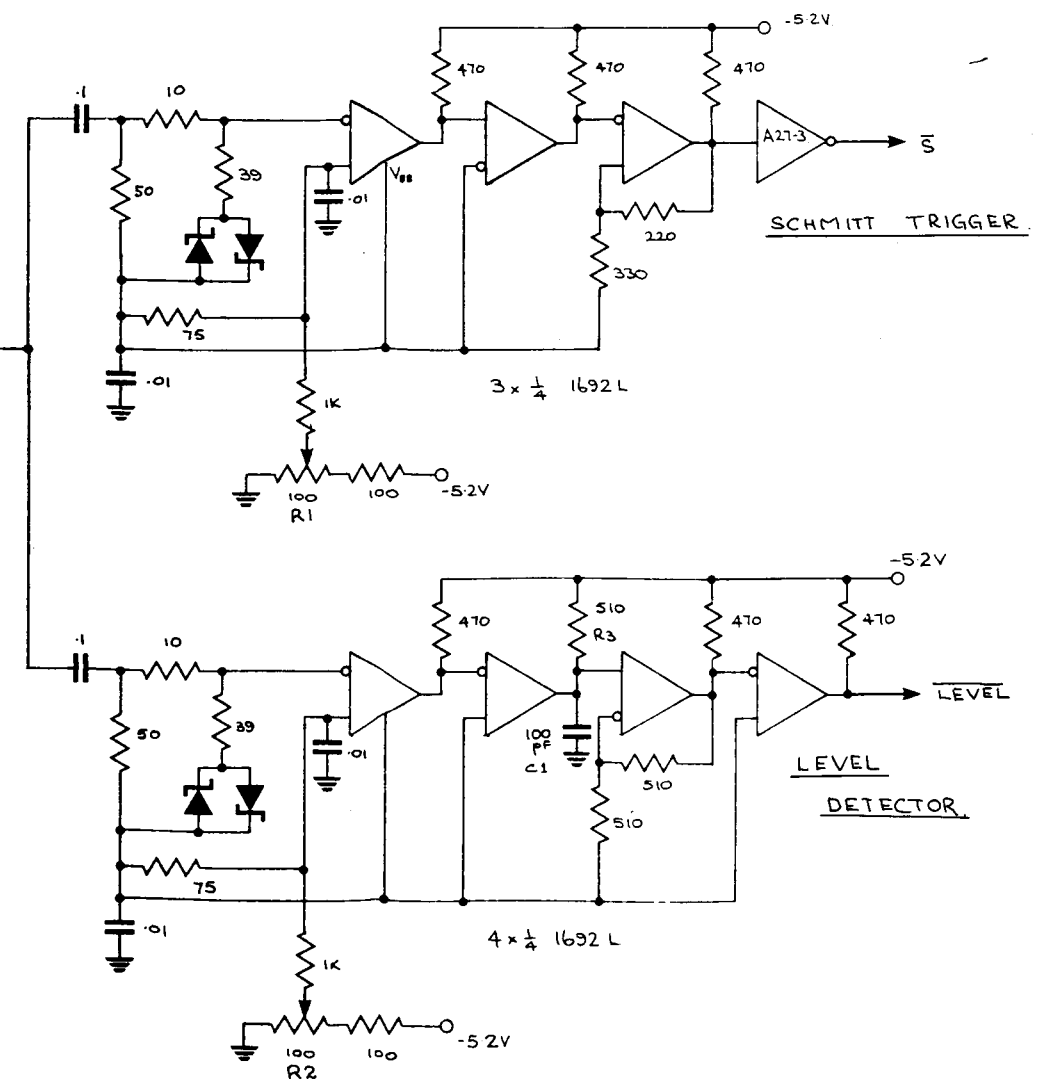 -5.2V
470
470
470
.1
10
A27-3
S̅
50
39
.01
V_BB
SCHMITT TRIGGER
220
330
75
.01
3 x 1/4 1692L
1K
-5.2V
100
100
R1
-5.2V
470
510
R3
470
470
.1
10
LEVEL
50
39
.01
100
pF
C1
510
510
LEVEL
DETECTOR.
75
.01
4 x 1/4 1692L
1K
-5.2V
100
100
R2